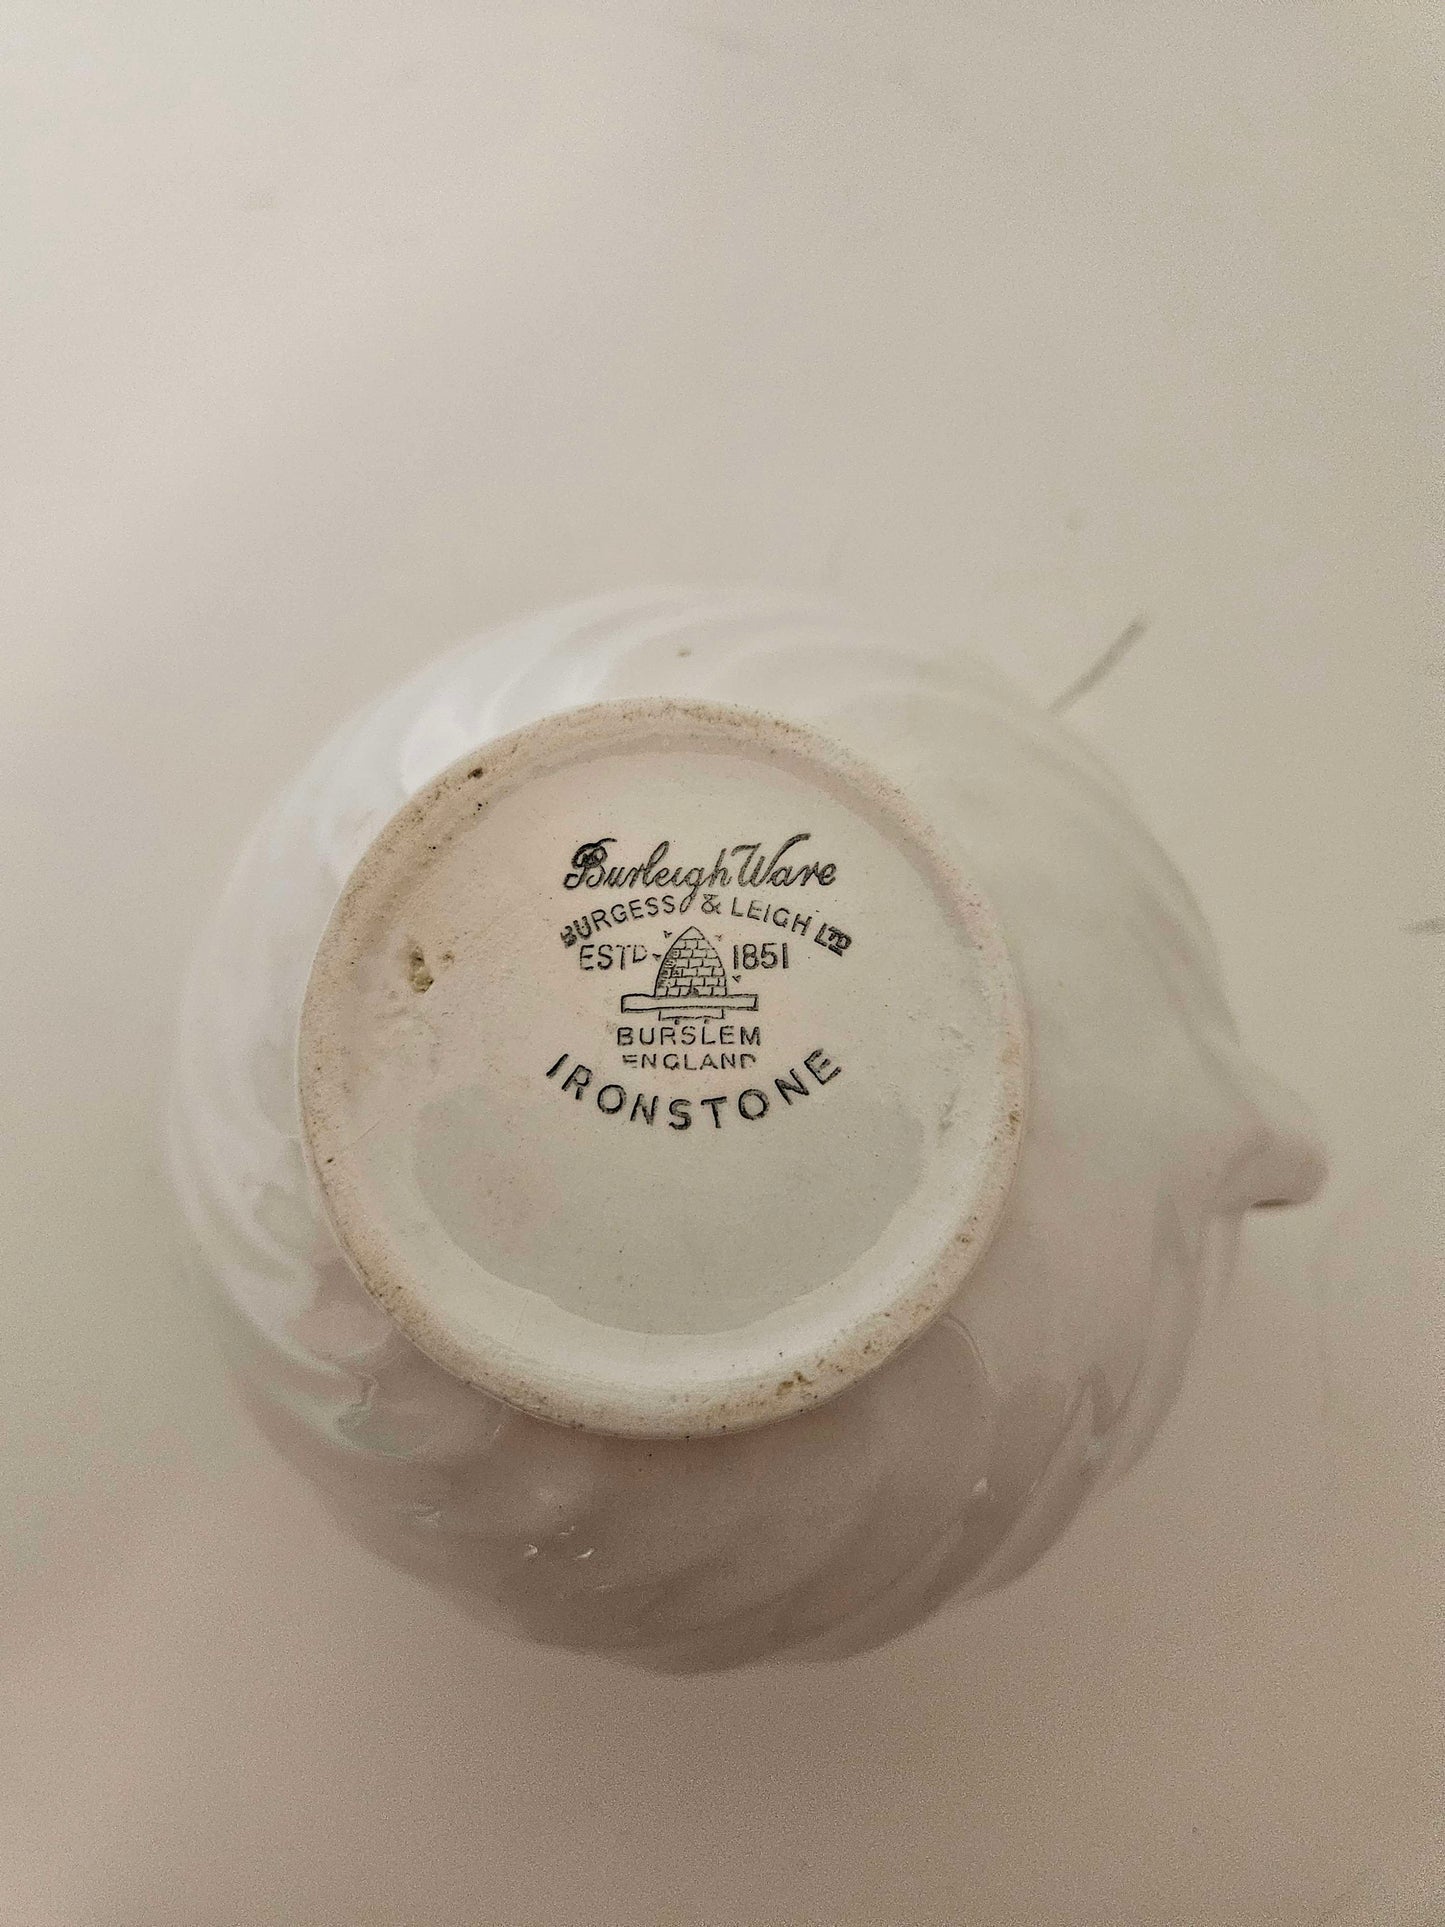 Burleigh Ware
BURGESS & LEIGH LTD
ESTD 1851
BURSLEM
ENGLAND
IRONSTONE